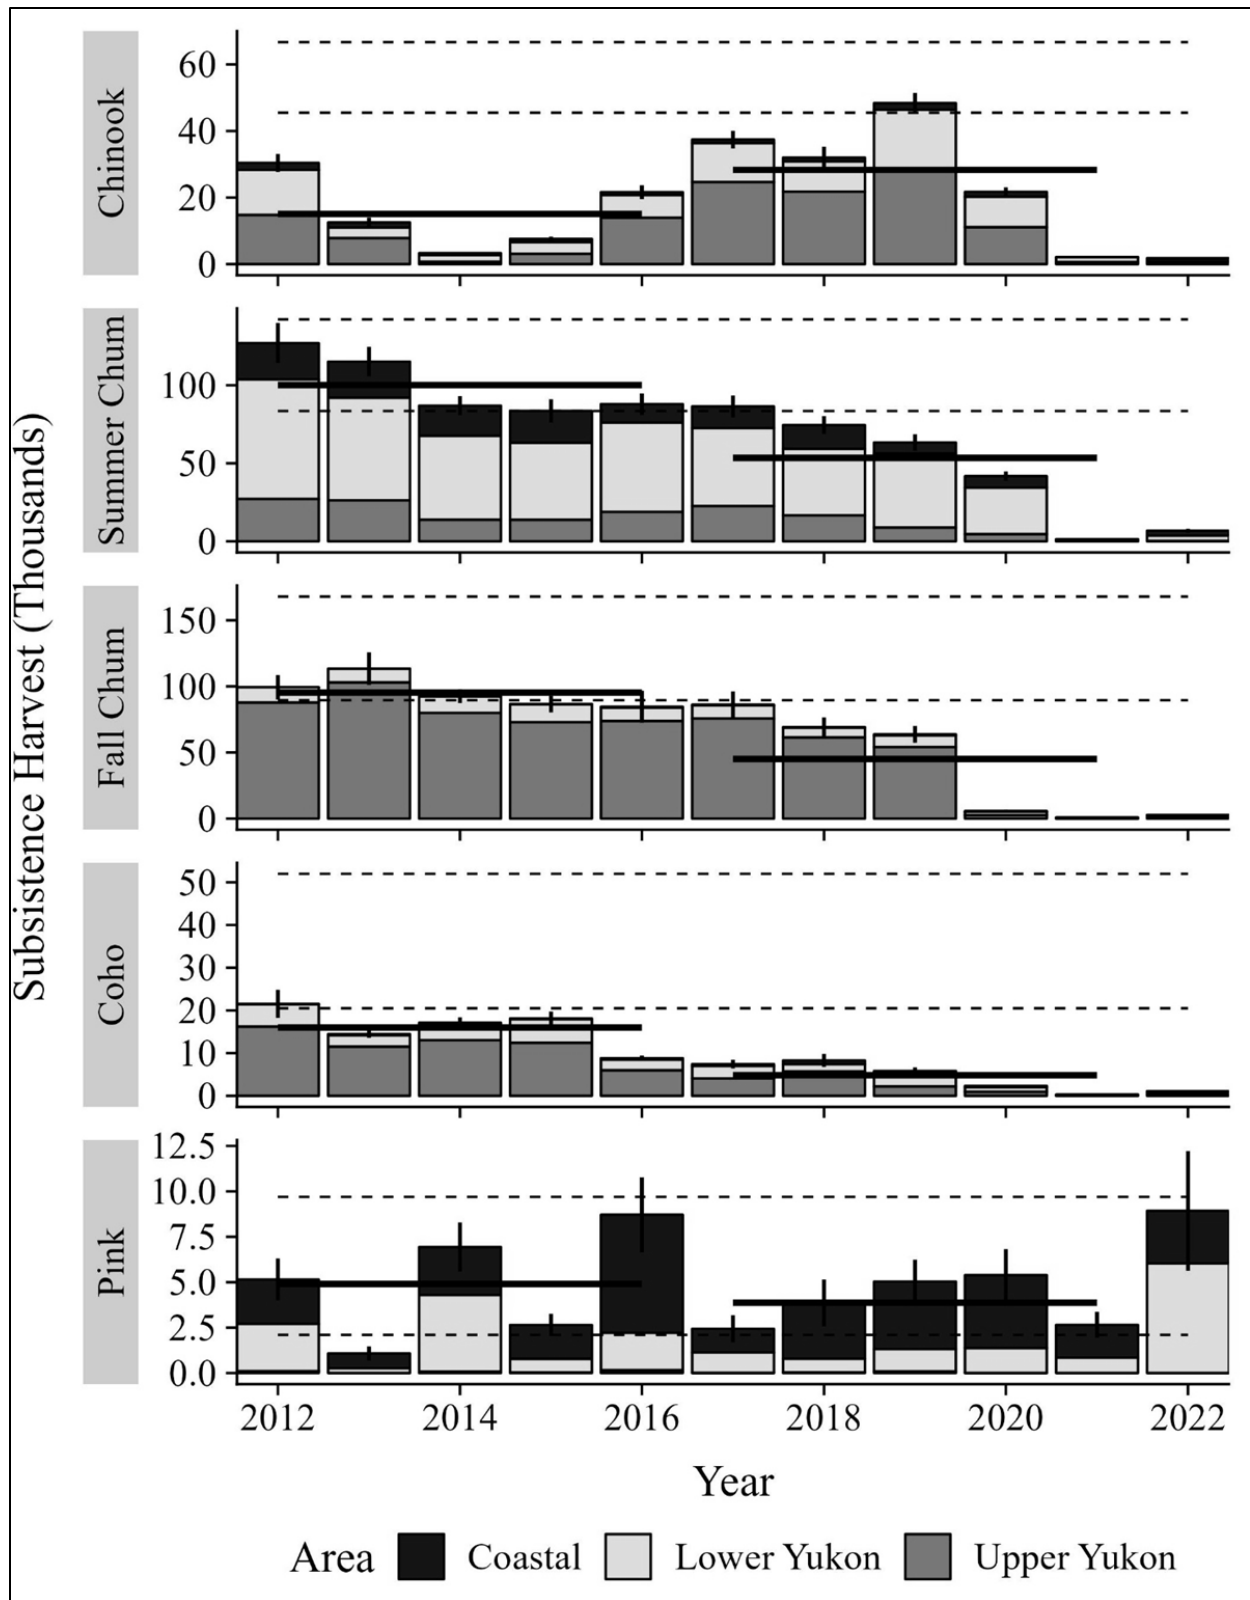 Subsistence Harvest (Thousands)
Chinook
60
40
20
0
Summer Chum
100
50
0
Fall Chum
150
100
50
0
Coho
50
40
30
20
10
0
Pink
12.5
10.0
7.5
5.0
2.5
0.0
2012 2014 2016 2018 2020 2022
Year
Area Coastal Lower Yukon Upper Yukon